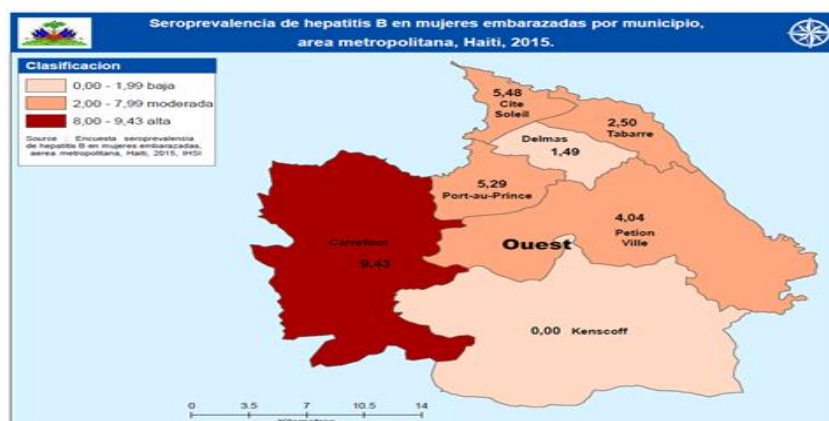 Seroprevalencia de hepatitis B en mujeres embarazadas por municipio,
area metropolitana, Haiti, 2015.
Clasificacion
0,00 - 1,99 baja
2,00 - 7,99 moderada
8,00 - 9,43 alta
Source : Encuesta seroprevalencia
de hepatitis B en mujeres embarazadas,
aerea metropolitana, Haiti, 2015, IHSI
5,48
Cite
Soleil
2,50
Tabarre
Delmas
1,49
5,29
Port-au-Prince
4,04
Petion
Ville
Ouest
Carrefour
9,43
0,00 Kenscoff
0 3.5 7 10.5 14